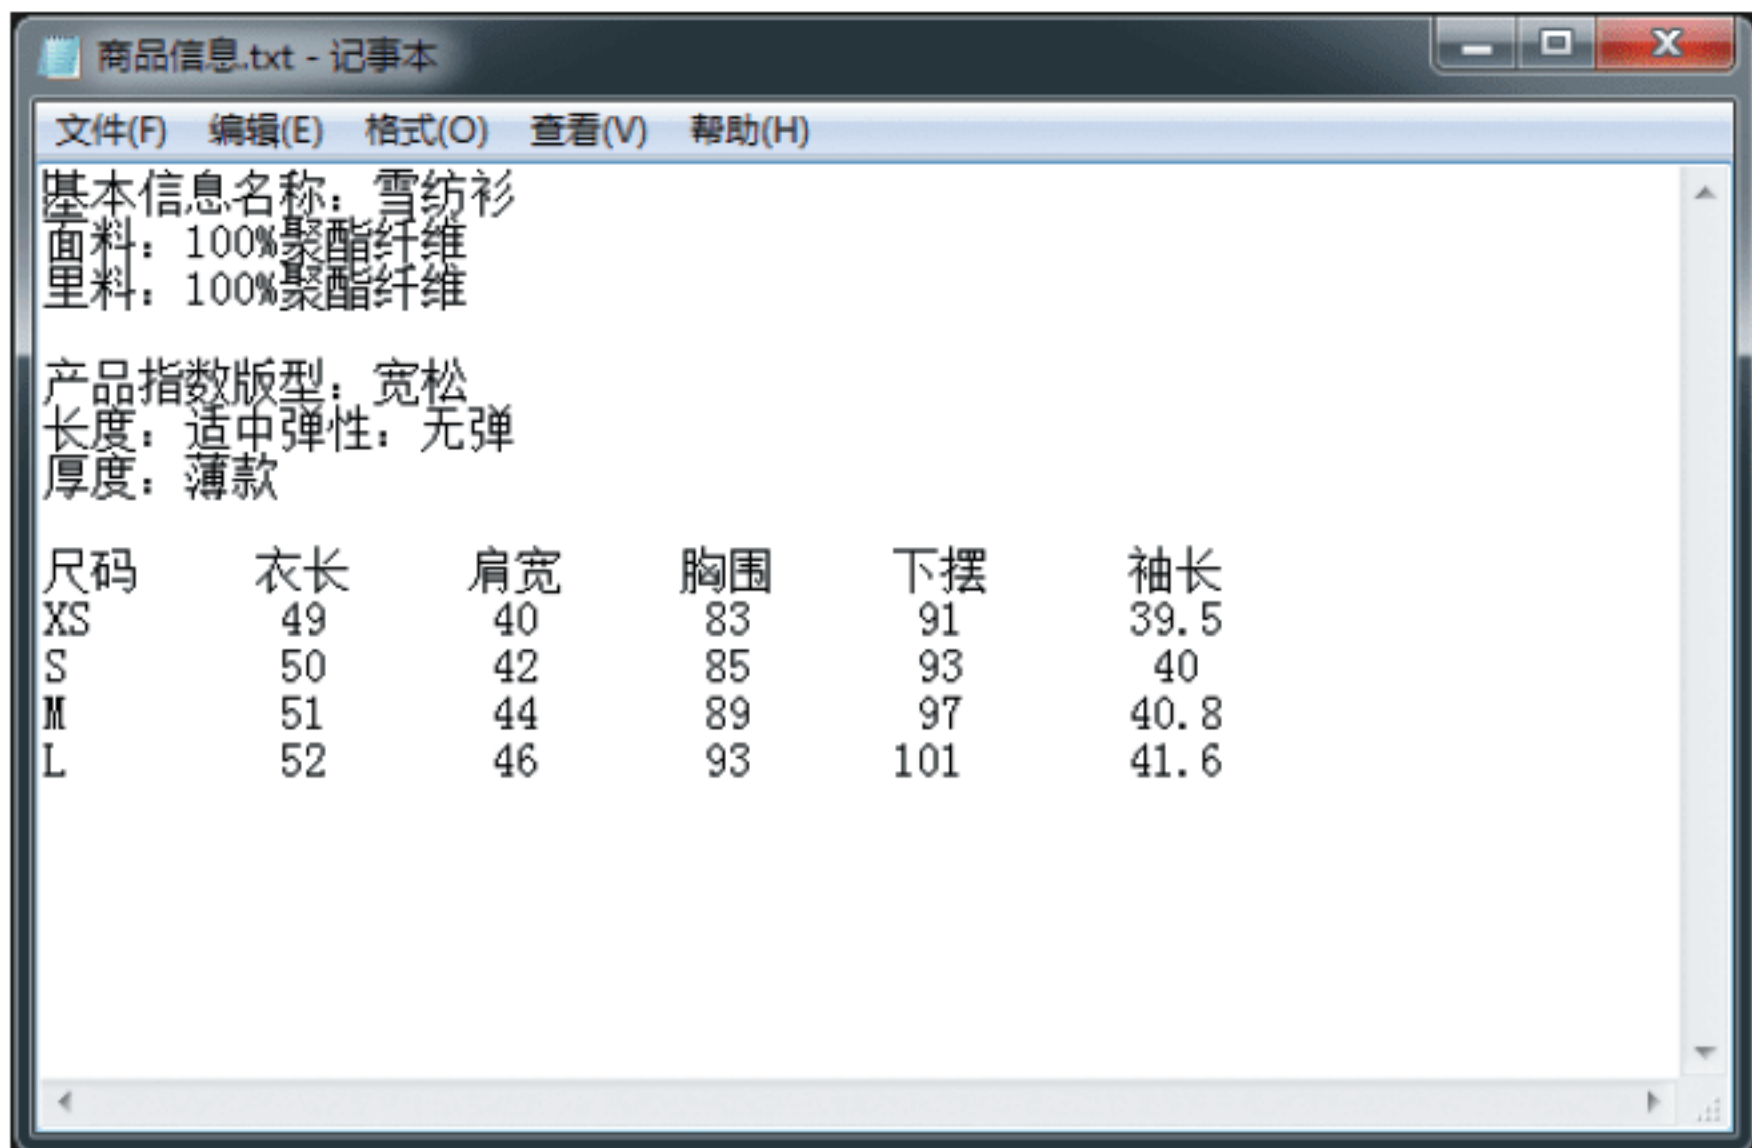 商品信息.txt - 记事本
文件(F) 编辑(E) 格式(O) 查看(V) 帮助(H)
基本信息名称：雪纺衫
面料：100%聚酯纤维
里料：100%聚酯纤维
产品指数版型：宽松
长度：适中弹性：无弹
厚度：薄款
尺码 衣长 肩宽 胸围 下摆 袖长
XS 49 40 83 91 39.5
S 50 42 85 93 40
M 51 44 89 97 40.8
L 52 46 93 101 41.6